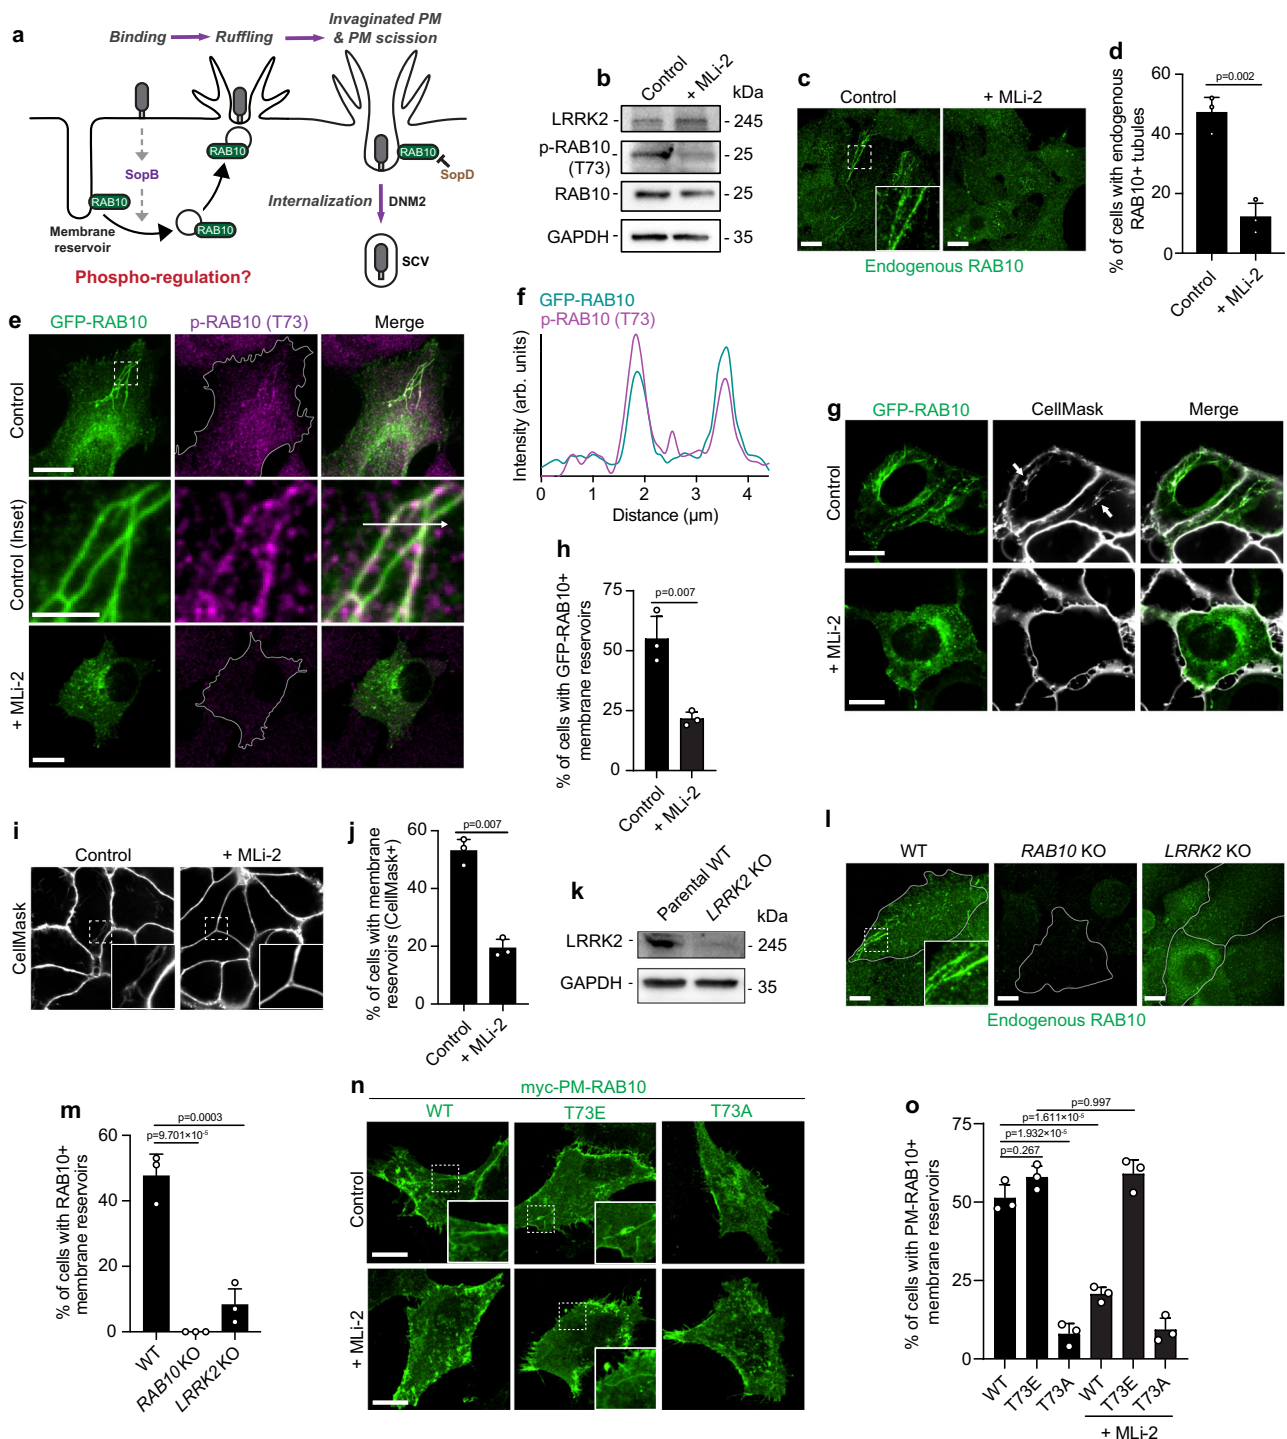 a
Binding
Ruffling
Invaginated PM
& PM scission
SopB
RAB10
RAB10
RAB10
RAB10
SopD
Membrane
reservoir
Internalization
DNM2
SCV
Phospho-regulation?
b
Control
+ MLi-2
kDa
LRRK2 -
- 245
p-RAB10 -
(T73)
- 25
RAB10 -
- 25
GAPDH -
- 35
c
Control
+ MLi-2
Endogenous RAB10
d
% of cells with endogenous
RAB10+ tubules
60
40
20
0
p=0.002
Control
+ MLi-2
e
GFP-RAB10
p-RAB10 (T73)
Merge
Control
Control (Inset)
+ MLi-2
f
GFP-RAB10
p-RAB10 (T73)
Intensity (arb. units)
0 1 2 3 4
Distance (µm)
g
GFP-RAB10
CellMask
Merge
Control
+ MLi-2
h
% of cells with GFP-RAB10+
membrane reservoirs
75
50
25
0
p=0.007
Control
+ MLi-2
i
Control
+ MLi-2
CellMask
j
% of cells with membrane
reservoirs (CellMask+)
60
40
20
0
p=0.007
Control
+ MLi-2
k
Parental WT
LRRK2 KO
kDa
LRRK2 -
- 245
GAPDH -
- 35
l
WT
RAB10 KO
LRRK2 KO
Endogenous RAB10
m
% of cells with RAB10+
membrane reservoirs
60
40
20
0
p=0.0003
p=9.701×10⁻⁵
WT
RAB10 KO
LRRK2 KO
n
myc-PM-RAB10
WT
T73E
T73A
Control
+ MLi-2
o
% of cells with PM-RAB10+
membrane reservoirs
75
50
25
0
p=0.997
p=1.611×10⁻⁵
p=1.932×10⁻⁵
p=0.267
WT
T73E
T73A
WT
T73E
T73A
+ MLi-2